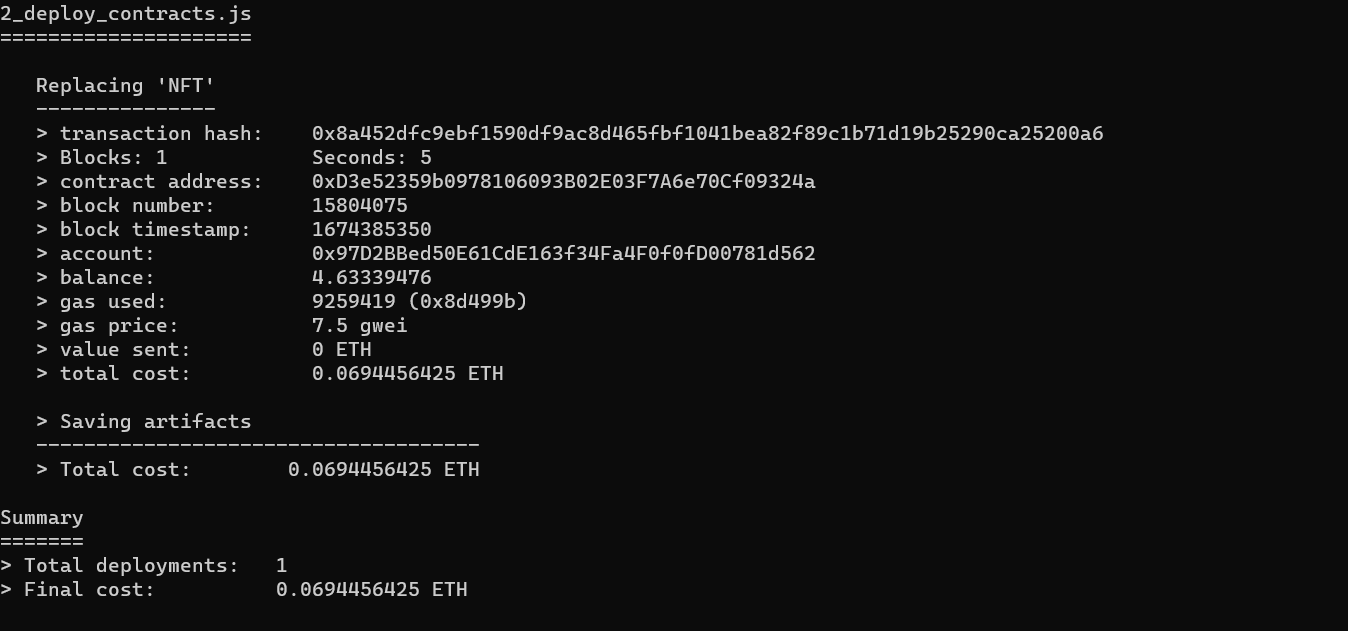 2_deploy_contracts.js
=====================
Replacing 'NFT'
---------------
> transaction hash:    0x8a452dfc9ebf1590df9ac8d465fbf1041bea82f89c1b71d19b25290ca25200a6
> Blocks: 1            Seconds: 5
> contract address:    0xD3e52359b0978106093B02E03F7A6e70Cf09324a
> block number:        15804075
> block timestamp:     1674385350
> account:             0x97D2BBed50E61CdE163f34Fa4F0f0fD00781d562
> balance:             4.63339476
> gas used:            9259419 (0x8d499b)
> gas price:           7.5 gwei
> value sent:          0 ETH
> total cost:          0.0694456425 ETH
> Saving artifacts
-------------------------------------
> Total cost:        0.0694456425 ETH
Summary
=======
> Total deployments:   1
> Final cost:          0.0694456425 ETH